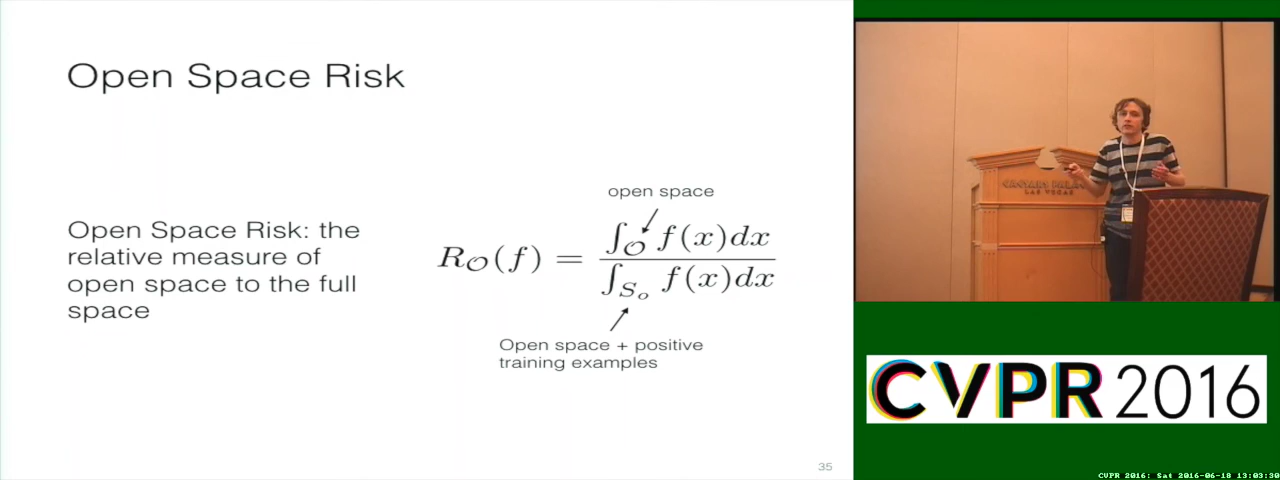 Open Space Risk
Open Space Risk: the
relative measure of
open space to the full
space
open space
R_𝒪(f) = ∫_𝒪 f(x)dx / ∫_{S_o} f(x)dx
Open space + positive
training examples
35
LAS VEGAS
CVPR 2016
CVPR 2016: Sat 2016-06-18 13:03:30